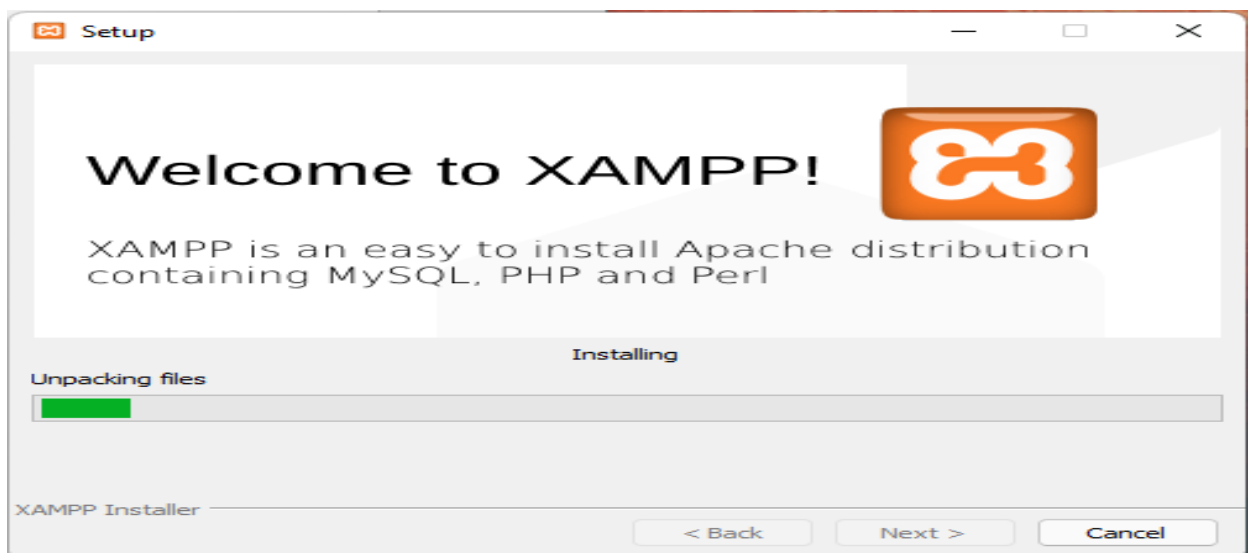 Setup
Welcome to XAMPP!
XAMPP is an easy to install Apache distribution
containing MySQL, PHP and Perl
Installing
Unpacking files
XAMPP Installer
< Back
Next >
Cancel